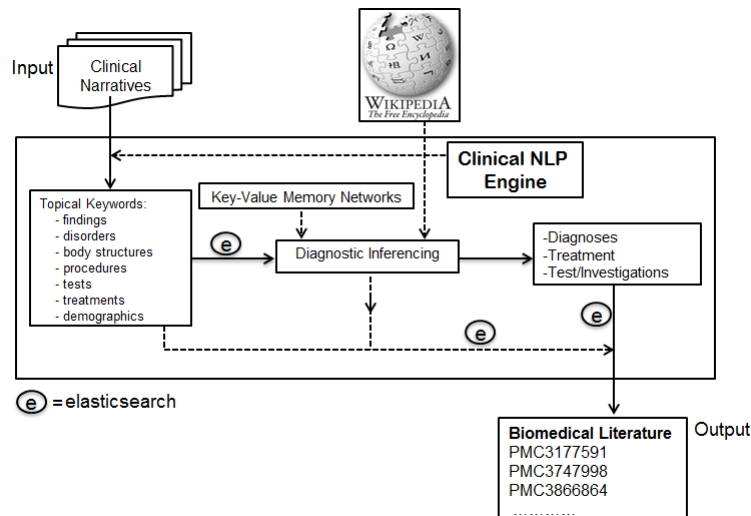 Input
Clinical
Narratives
WIKIPEDIA
The Free Encyclopedia
Clinical NLP
Engine
Topical Keywords:
- findings
- disorders
- body structures
- procedures
- tests
- treatments
- demographics
Key-Value Memory Networks
e
Diagnostic Inferencing
-Diagnoses
-Treatment
-Test/Investigations
e
e
e =elasticsearch
Biomedical Literature
PMC3177591
PMC3747998
PMC3866864
............
Output